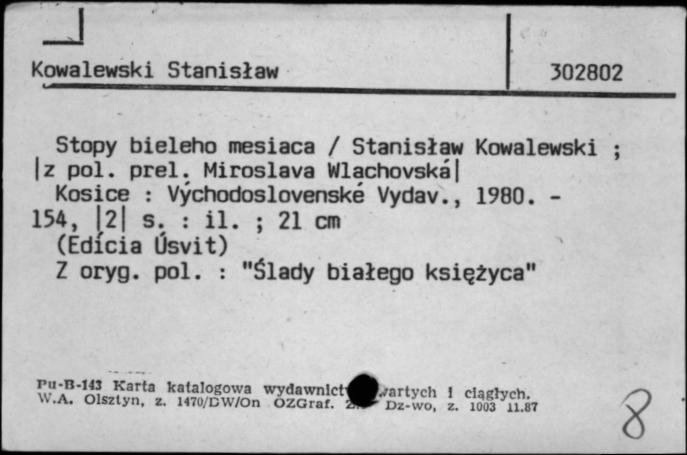 Kowalewski Stanisław
302802
Stopy bieleho mesiaca / Stanisław Kowalewski ;
|z pol. prel. Miroslava Wlachovská|
Kosice : Východoslovenské Vydav., 1980. -
154, |2| s. : il. ; 21 cm
(Edícia Úsvit)
Z oryg. pol. : "Ślady białego księżyca"
Pu-B-143 Karta katalogowa i ciągłych.
W.A. Olsztyn, z. 1470/DW/On OZGraf. Dz-wo, z. 1003 11.87
8